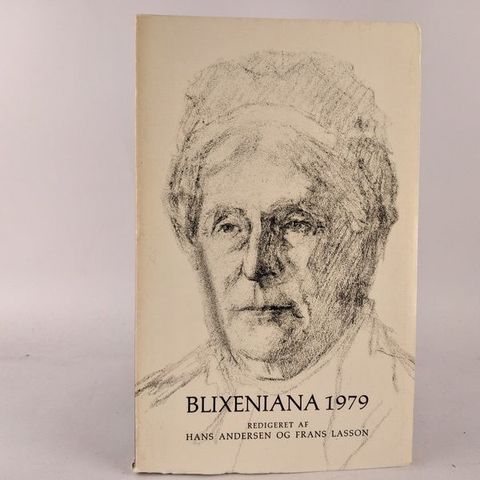 BLIXENIANA 1979
REDIGERET AF
HANS ANDERSEN OG FRANS LASSON